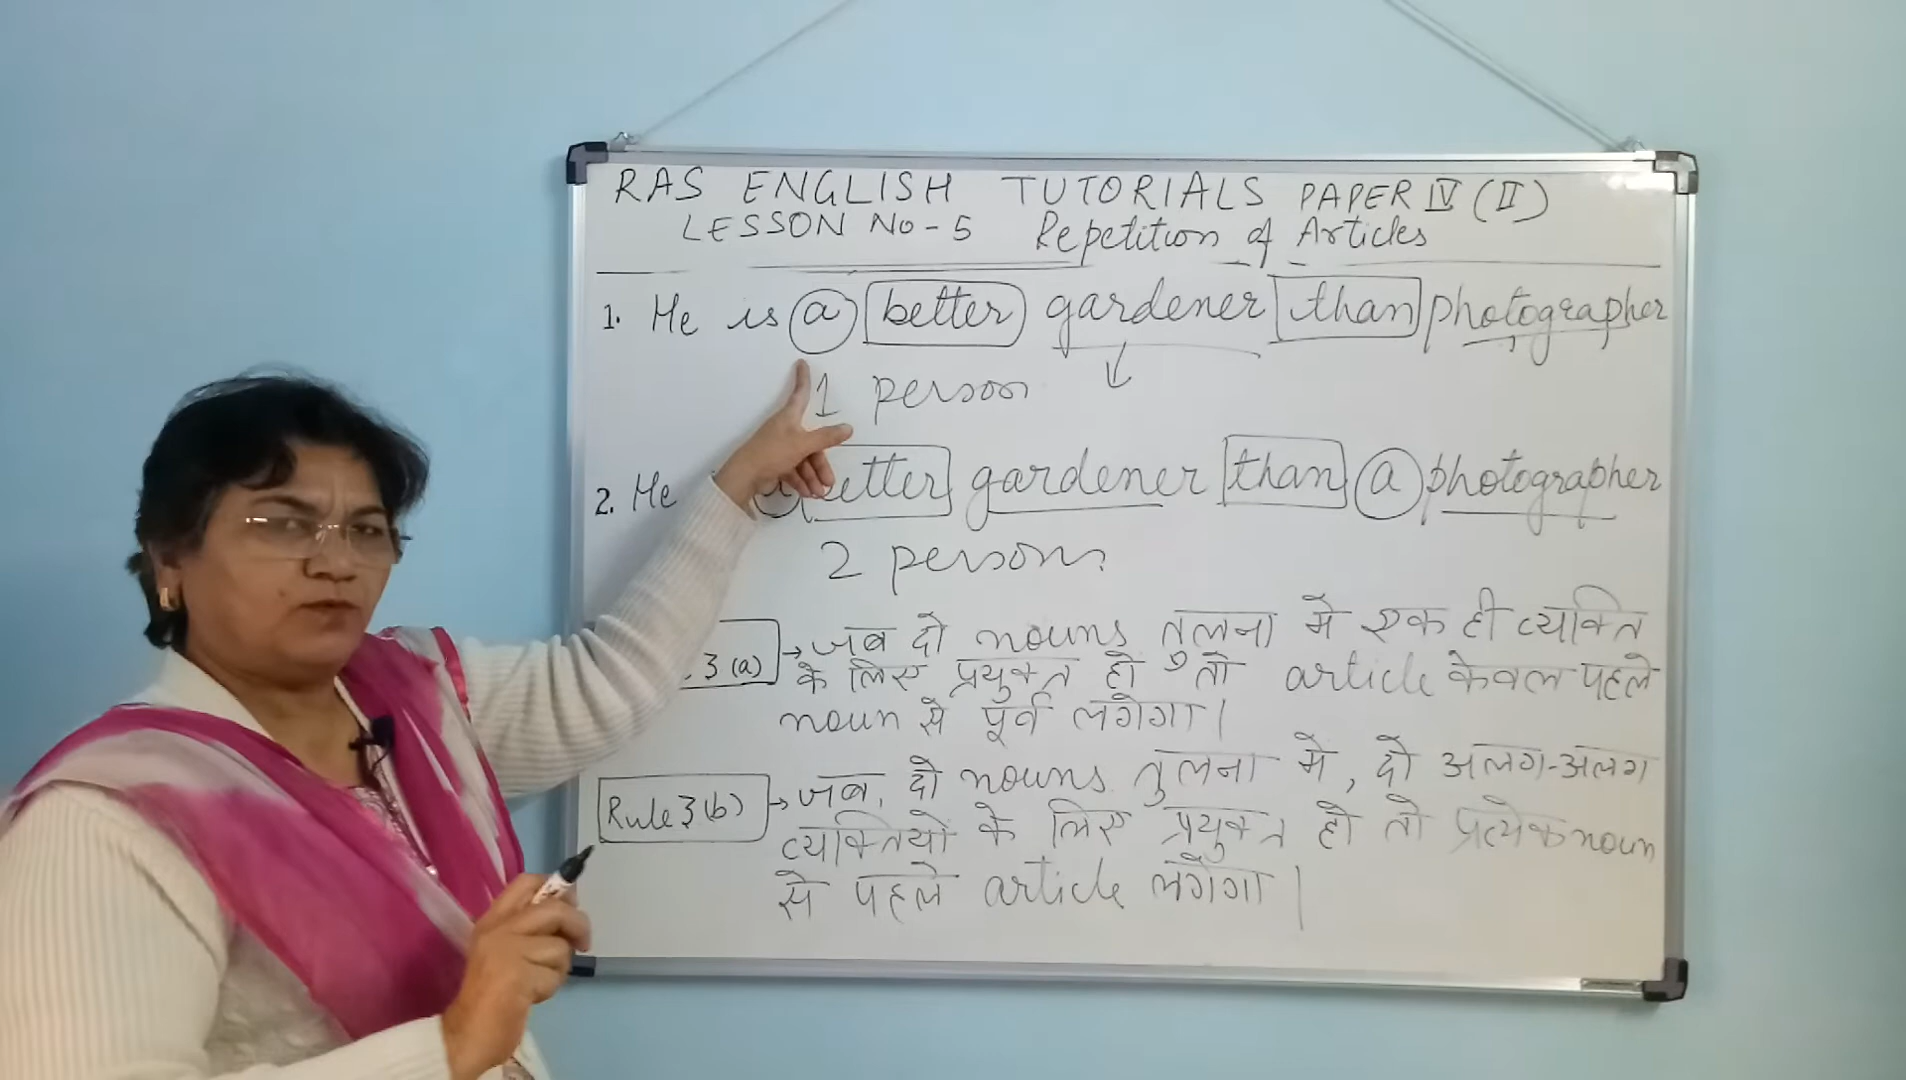 RAS ENGLISH TUTORIALS PAPER IV (II)
LESSON No-5 Repetition of Articles
1. He is a better gardener than photographer
1 person
2. He better gardener than a photographer
2 persons
3(a) → जब दो nouns तुलना में एक ही व्यक्ति
के लिए प्रयुक्त हो तो article केवल पहले
noun से पूर्व लगेगा।
Rule 3(b) → जब दो nouns तुलना में, दो अलग-अलग
व्यक्तियों के लिए प्रयुक्त हो तो प्रत्येक noun
से पहले article लगेगा।